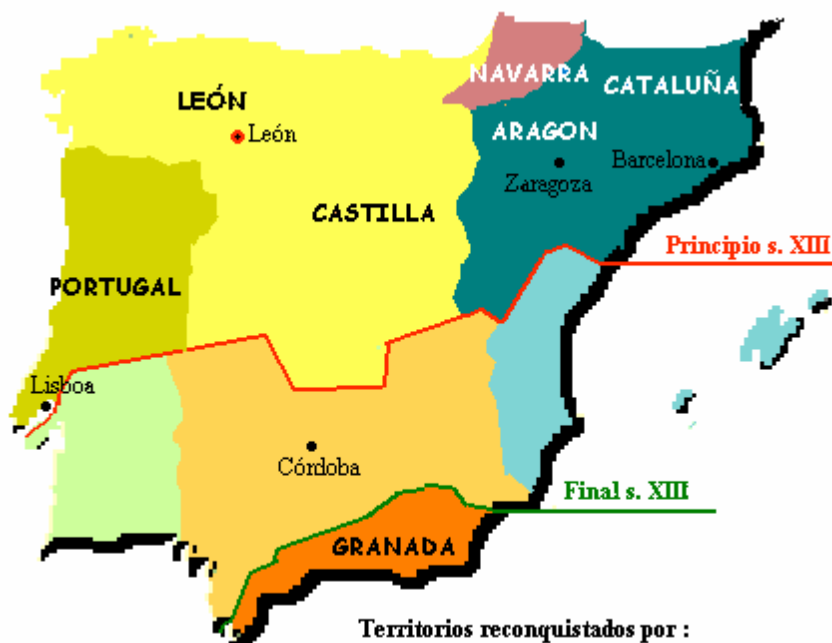 NAVARRA
CATALUÑA
LEÓN
León
ARAGON
Zaragoza
Barcelona
CASTILLA
Principio s. XIII
PORTUGAL
Lisboa
Córdoba
Final s. XIII
GRANADA
Territorios reconquistados por :